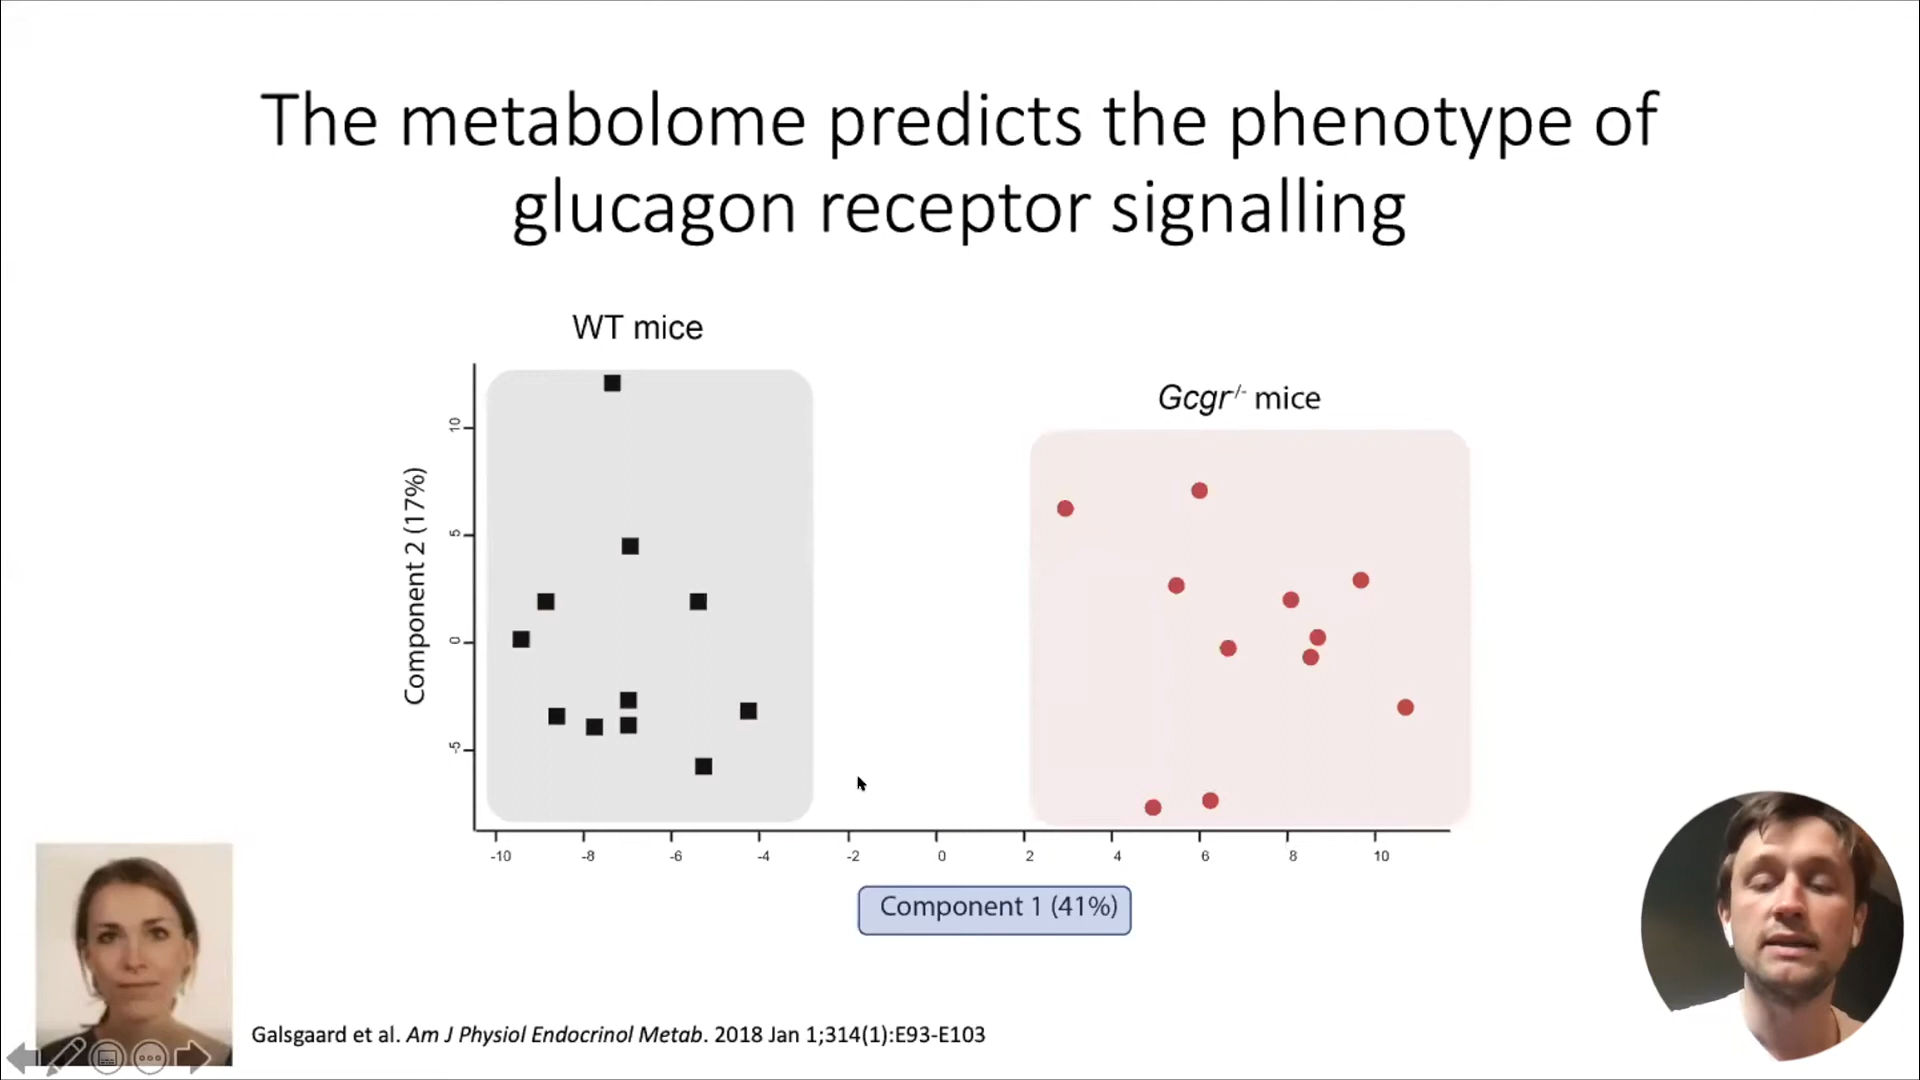 The metabolome predicts the phenotype of
glucagon receptor signalling
WT mice
Gcgr-/- mice
Component 2 (17%)
10
5
0
-5
-10 -8 -6 -4 -2 0 2 4 6 8 10
Component 1 (41%)
Galsgaard et al. Am J Physiol Endocrinol Metab. 2018 Jan 1;314(1):E93-E103